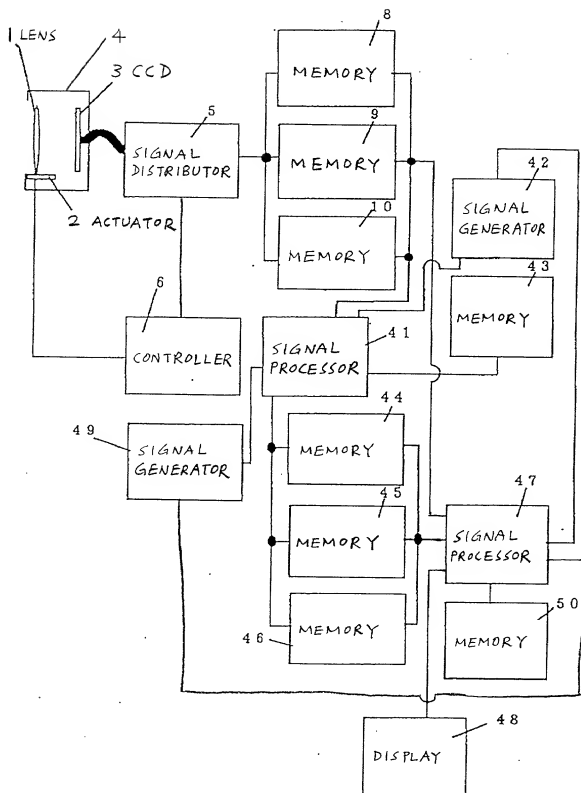 1 LENS
4
3 CCD
2 ACTUATOR
5
SIGNAL
DISTRIBUTOR
8
MEMORY
9
MEMORY
10
MEMORY
42
SIGNAL
GENERATOR
43
MEMORY
6
CONTROLLER
SIGNAL
PROCESSOR
41
49
SIGNAL
GENERATOR
44
MEMORY
45
MEMORY
46
MEMORY
47
SIGNAL
PROCESSOR
50
MEMORY
48
DISPLAY